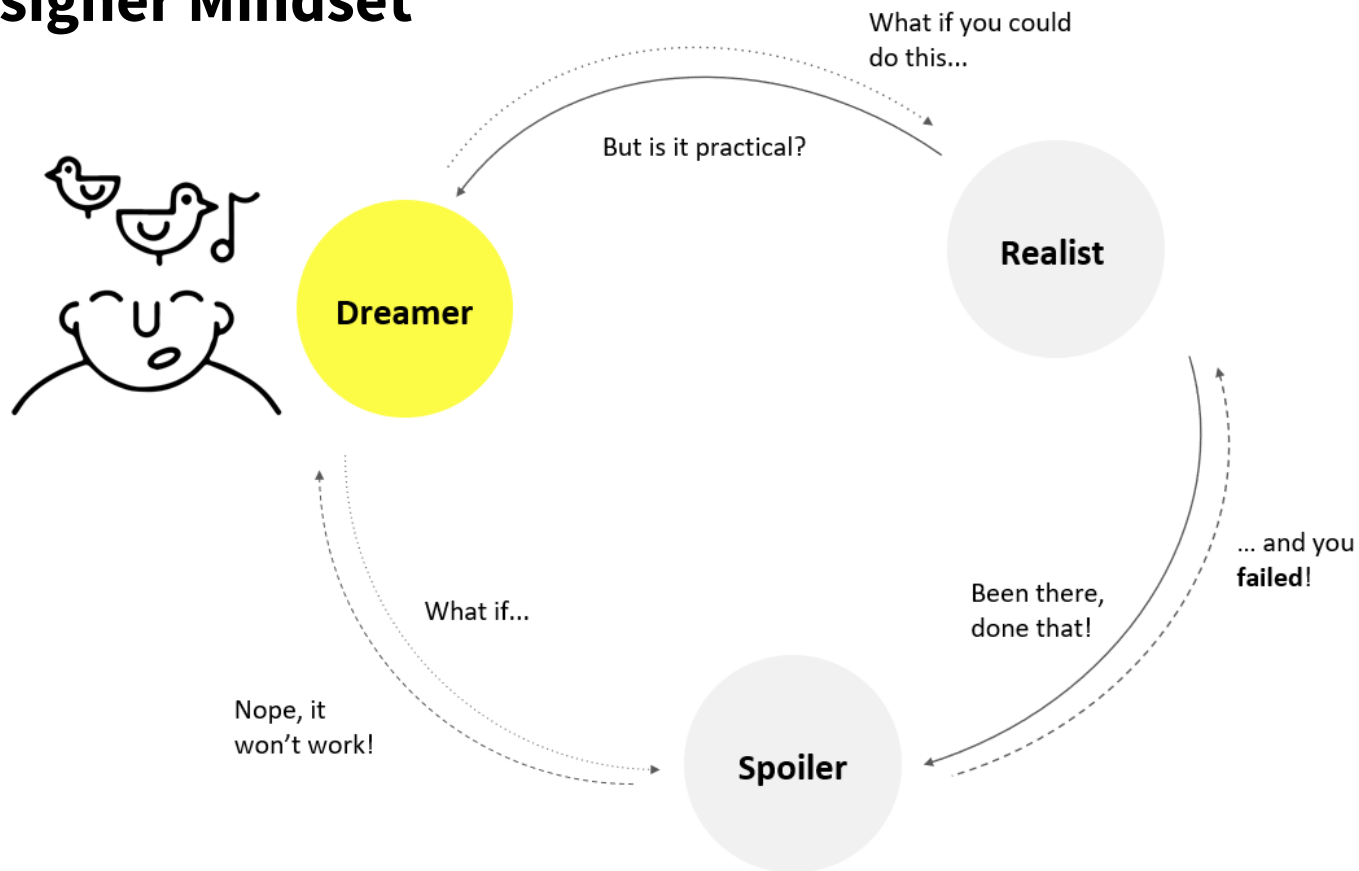 signer Mindset
What if you could
do this...
But is it practical?
Realist
Dreamer
... and you
failed!
Been there,
done that!
What if...
Nope, it
won’t work!
Spoiler